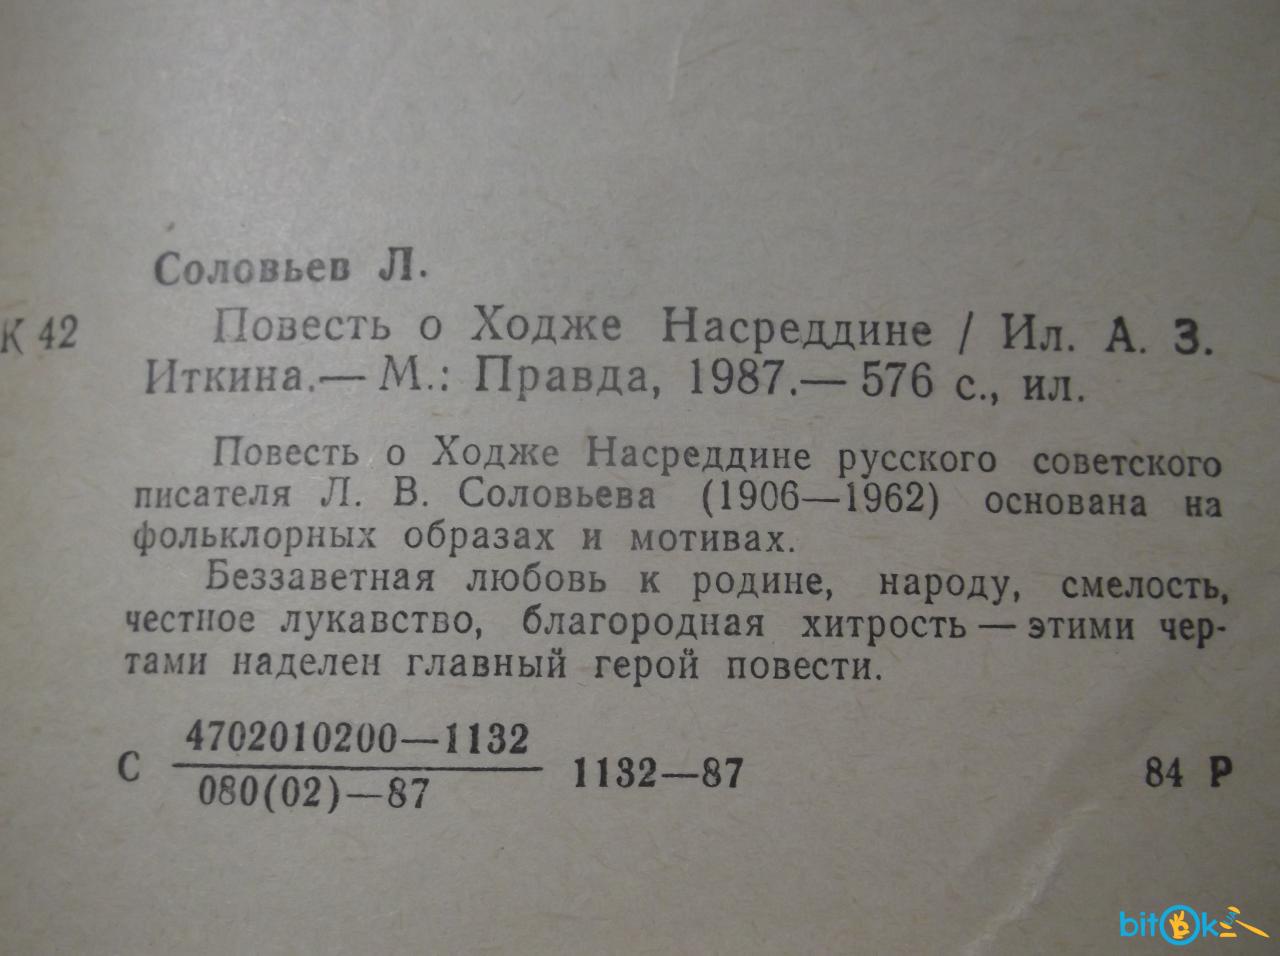 Соловьев Л.
К 42 Повесть о Ходже Насреддине / Ил. А. З.
Иткина.— М.: Правда, 1987.— 576 с., ил.
Повесть о Ходже Насреддине русского советского
писателя Л. В. Соловьева (1906—1962) основана на
фольклорных образах и мотивах.
Беззаветная любовь к родине, народу, смелость,
честное лукавство, благородная хитрость — этими чер-
тами наделен главный герой повести.
4702010200—1132
С 1132—87 84 Р
080(02)—87
bitOk